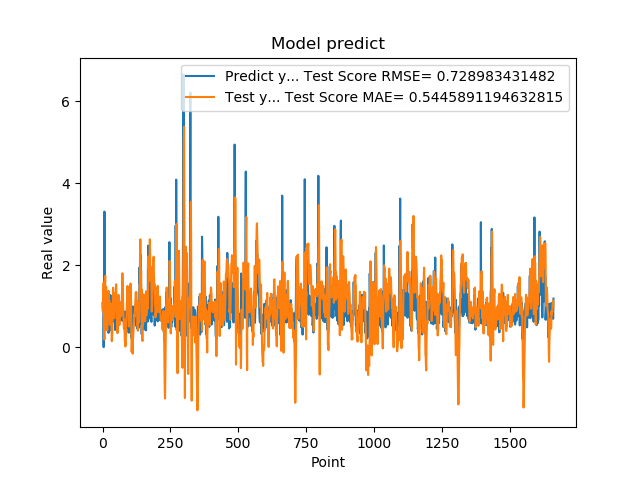 Model predict
Predict y... Test Score RMSE= 0.728983431482
Test y... Test Score MAE= 0.5445891194632815
Real value
6
4
2
0
0 250 500 750 1000 1250 1500
Point